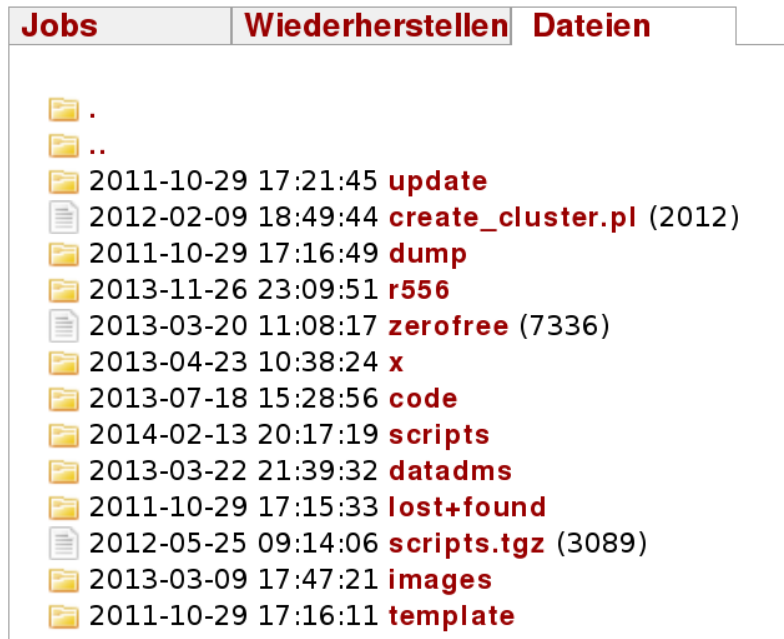 Jobs Wiederherstellen Dateien
.
..
2011-10-29 17:21:45 update
2012-02-09 18:49:44 create_cluster.pl (2012)
2011-10-29 17:16:49 dump
2013-11-26 23:09:51 r556
2013-03-20 11:08:17 zerofree (7336)
2013-04-23 10:38:24 x
2013-07-18 15:28:56 code
2014-02-13 20:17:19 scripts
2013-03-22 21:39:32 datadms
2011-10-29 17:15:33 lost+found
2012-05-25 09:14:06 scripts.tgz (3089)
2013-03-09 17:47:21 images
2011-10-29 17:16:11 template